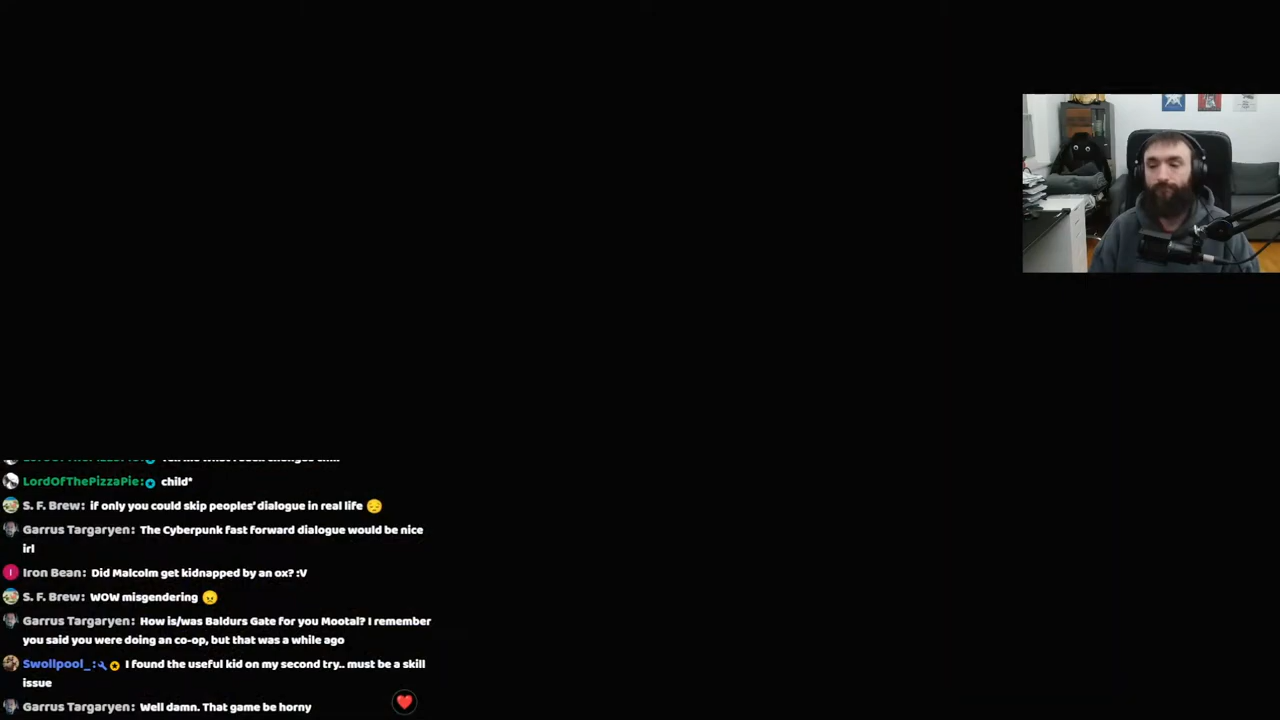 LordOfThePizzaPie: child*
S. F. Brew: if only you could skip peoples' dialogue in real life
Garrus Targaryen: The Cyberpunk fast forward dialogue would be nice
irl
Iron Bean: Did Malcolm get kidnapped by an ox? :V
S. F. Brew: WOW misgendering
Garrus Targaryen: How is/was Baldurs Gate for you Mootal? I remember
you said you were doing an co-op, but that was a while ago
Swollpool_: I found the useful kid on my second try.. must be a skill
issue
Garrus Targaryen: Well damn. That game be horny